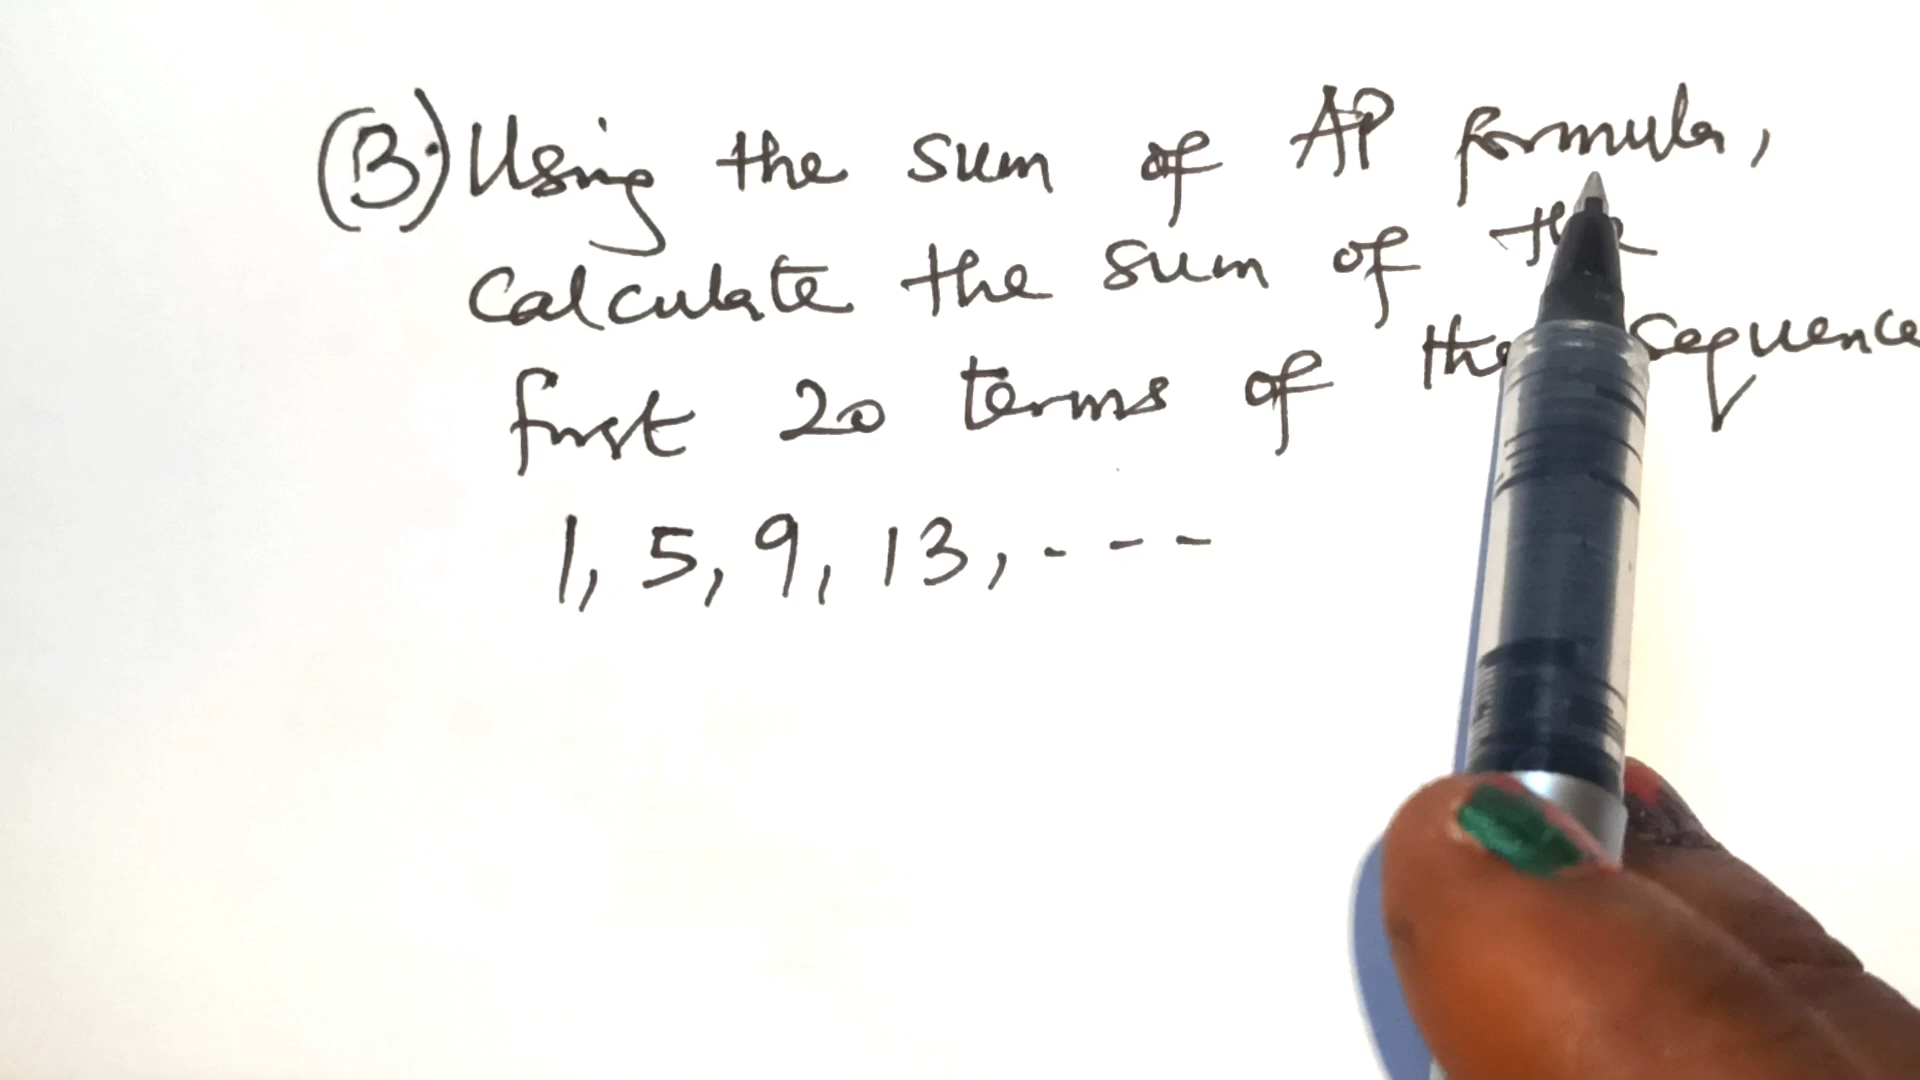 (3.) Using the sum of AP formula,
Calculate the sum of the
first 20 terms of the sequence
1, 5, 9, 13, - - - -